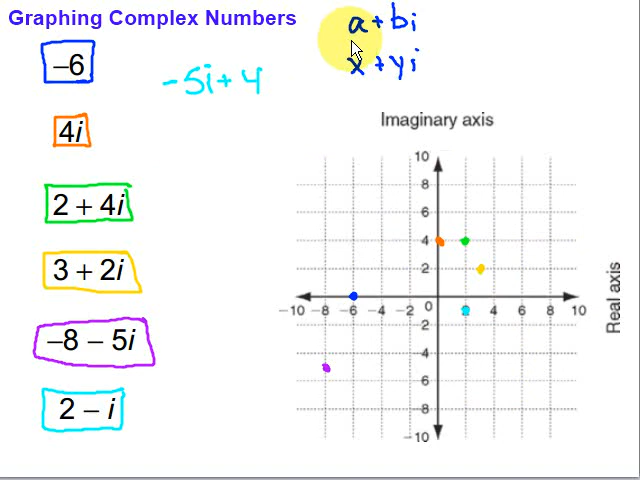 Graphing Complex Numbers
a + bi
x + yi
−6
-5i + 4
4i
2 + 4i
3 + 2i
−8 − 5i
2 − i
Imaginary axis
10
8
6
4
2
−10 −8 −6 −4 −2 0 2 4 6 8 10
2
−4
6
−8
−10
Real axis